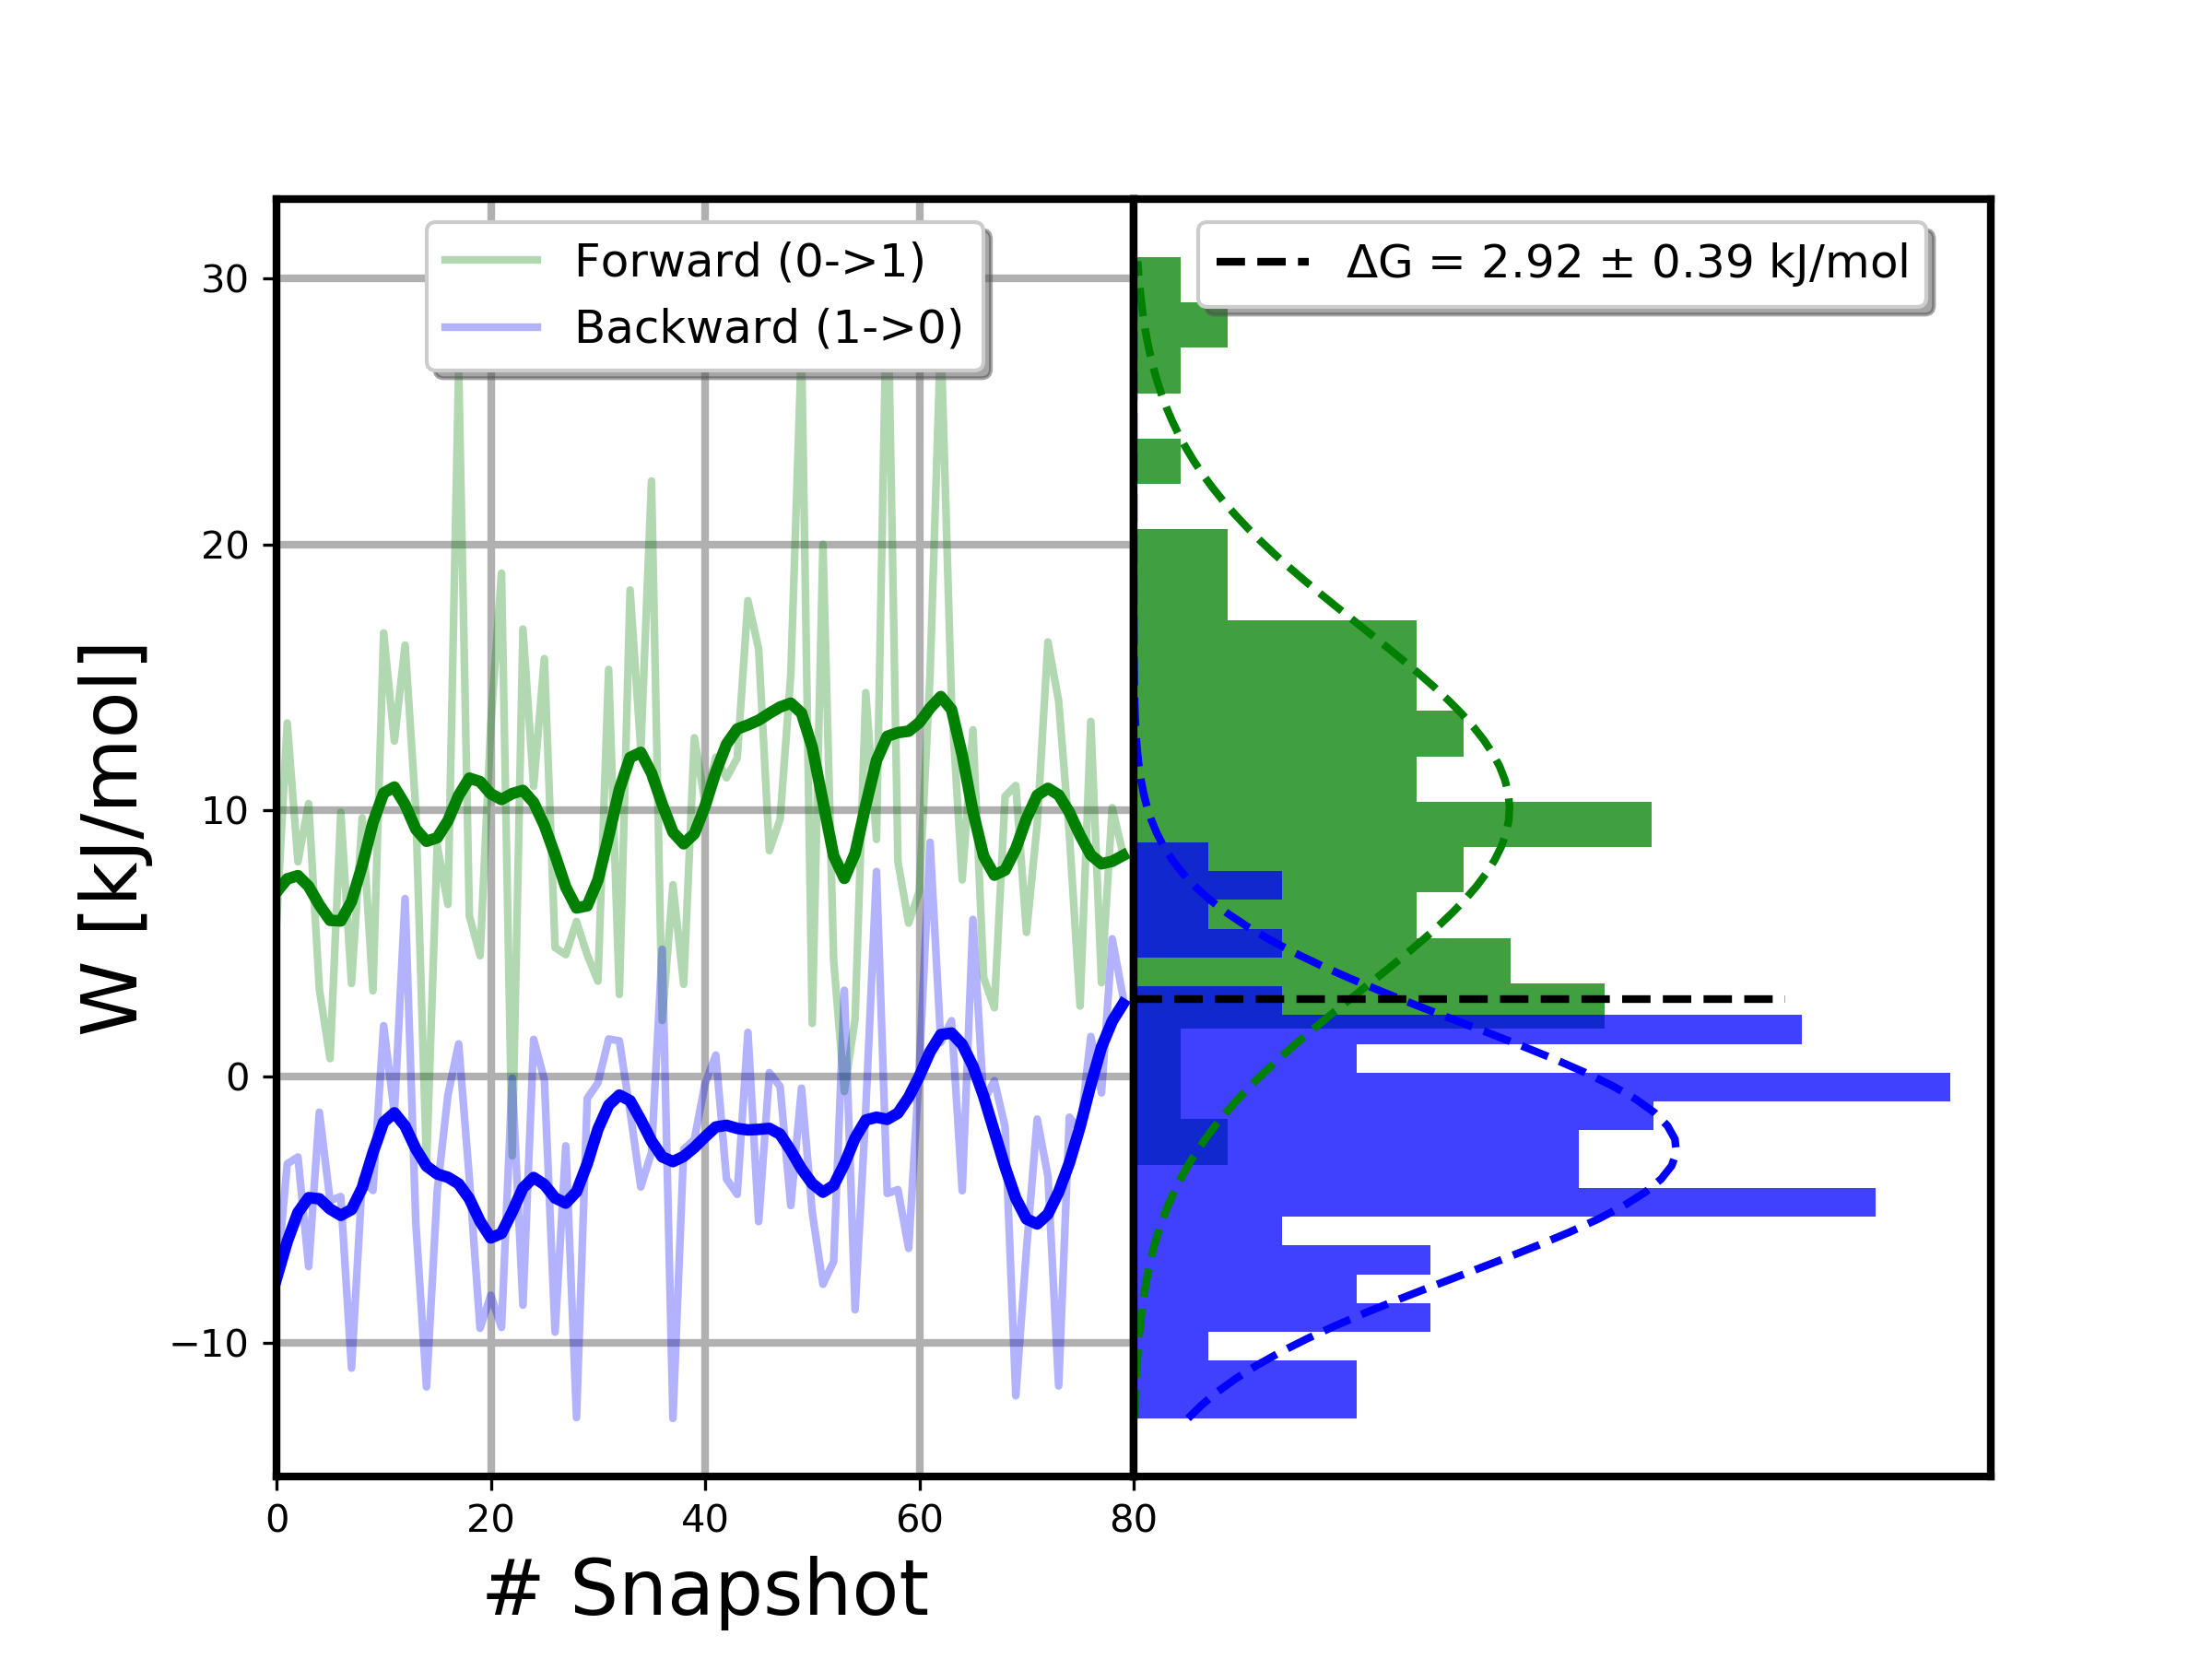 Forward (0->1)
Backward (1->0)
ΔG = 2.92 ± 0.39 kJ/mol
30
20
10
0
−10
W [kJ/mol]
0 20 40 60 80
# Snapshot